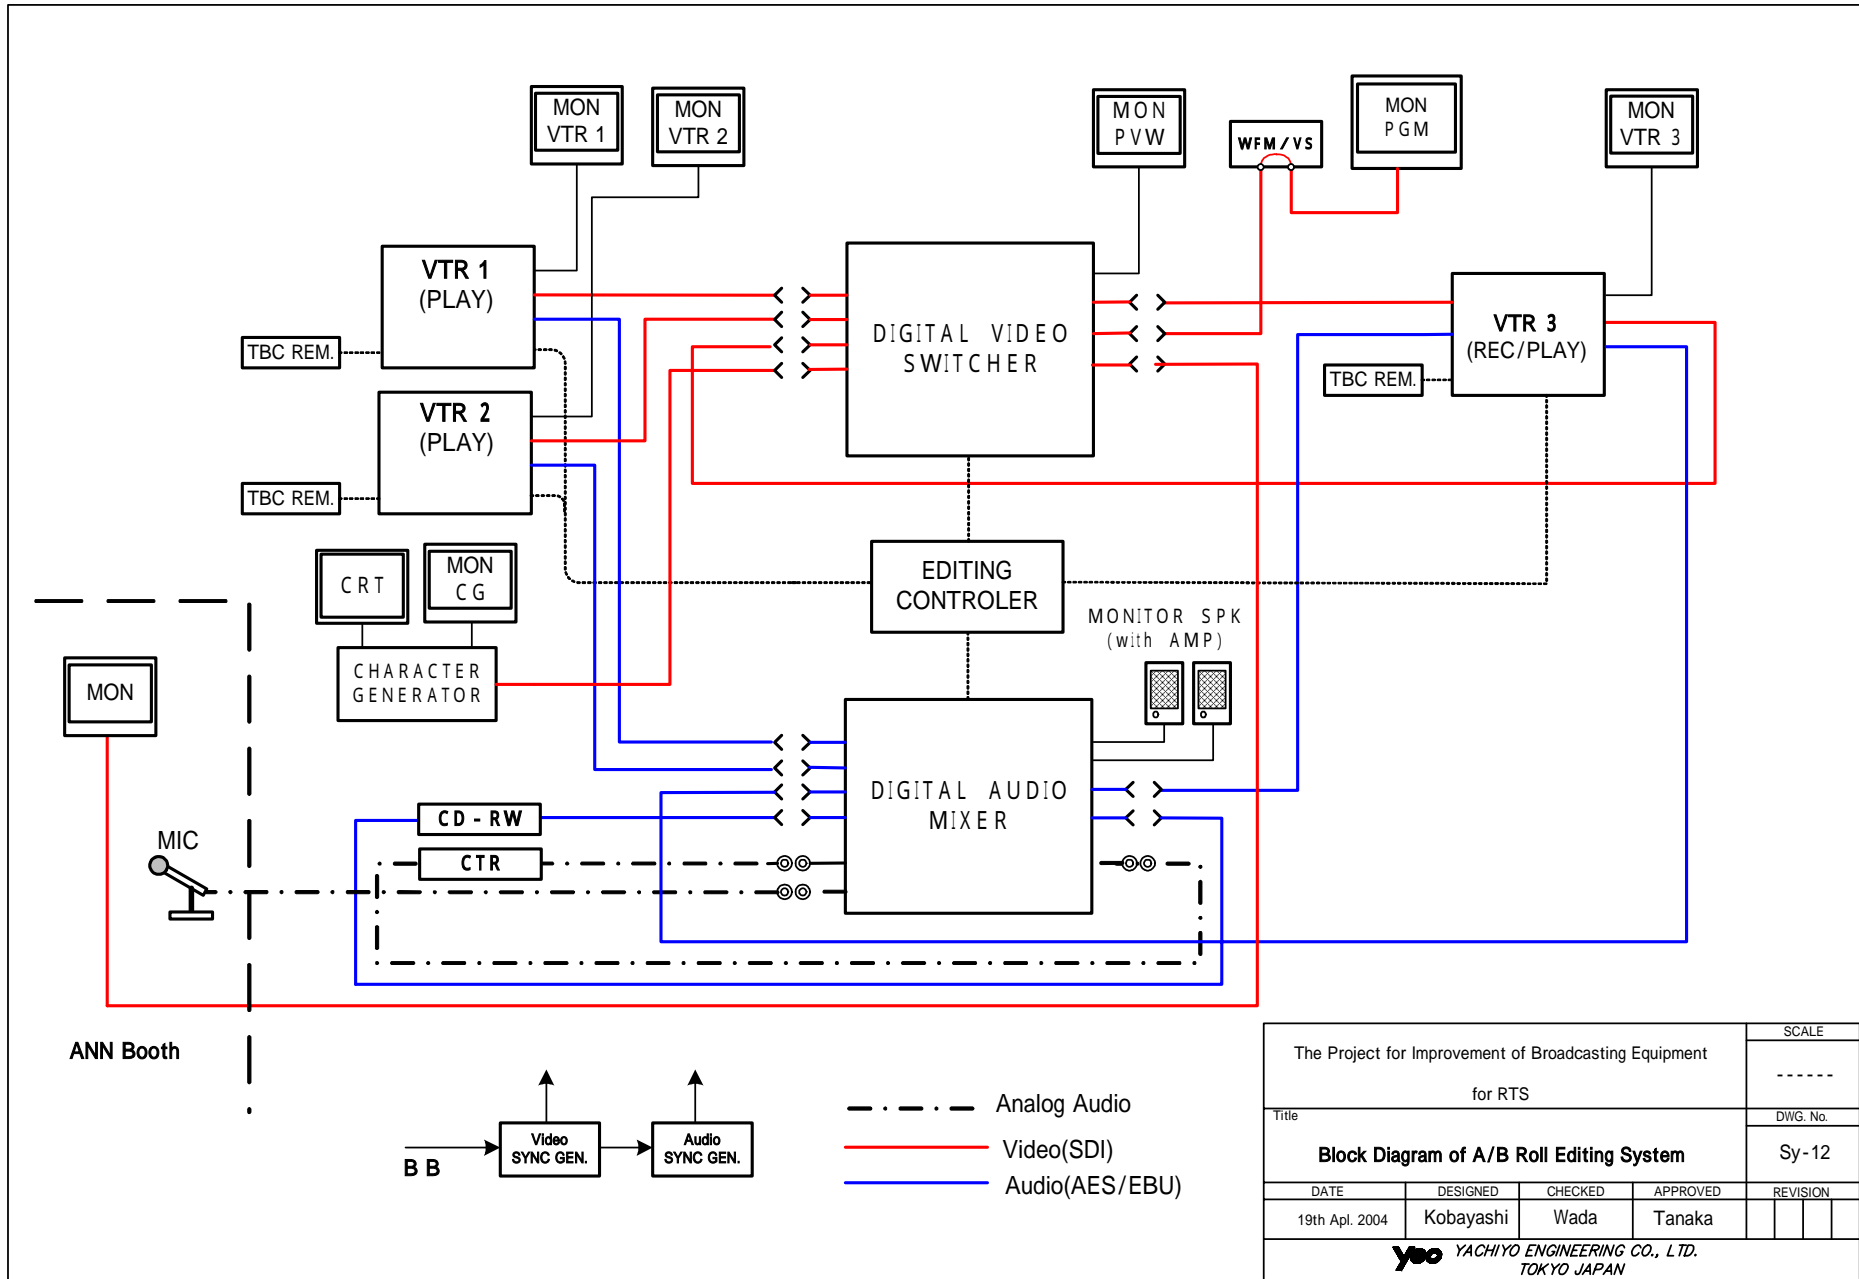 MON
VTR 1
MON
VTR 2
MON
PVW
WFM/VS
MON
PGM
MON
VTR 3
VTR 1
(PLAY)
TBC REM.
VTR 2
(PLAY)
TBC REM.
DIGITAL VIDEO
SWITCHER
VTR 3
(REC/PLAY)
TBC REM.
CRT
MON
CG
CHARACTER
GENERATOR
EDITING
CONTROLER
MONITOR SPK
(with AMP)
MON
DIGITAL AUDIO
MIXER
CD-RW
CTR
MIC
ANN Booth
BB
Video
SYNC GEN.
Audio
SYNC GEN.
Analog Audio
Video(SDI)
Audio(AES/EBU)
The Project for Improvement of Broadcasting Equipment
for RTS
SCALE
------
Title
Block Diagram of A/B Roll Editing System
DWG. No.
Sy-12
DATE
DESIGNED
CHECKED
APPROVED
REVISION
19th Apl. 2004
Kobayashi
Wada
Tanaka
yeo YACHIYO ENGINEERING CO., LTD.
TOKYO JAPAN